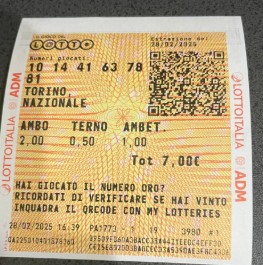 IL GIOCO DEL
LOTTO
Estrazione del
28/02/2025
Numeri giocati:
10 14 41 63 78
81
TORINO
NAZIONALE
AMBO TERNO AMBET.
2,00 0,50 1,00
Tot 7,00€
HAI GIOCATO IL NUMERO ORO?
RICORDATI DI VERIFICARE SE HAI VINTO
INQUADRA IL QRCODE CON MY LOTTERIES
28/02/2025 16:39 PA7773 19 3980
LOTTOITALIA ADM
LOTTOITALIA ADM